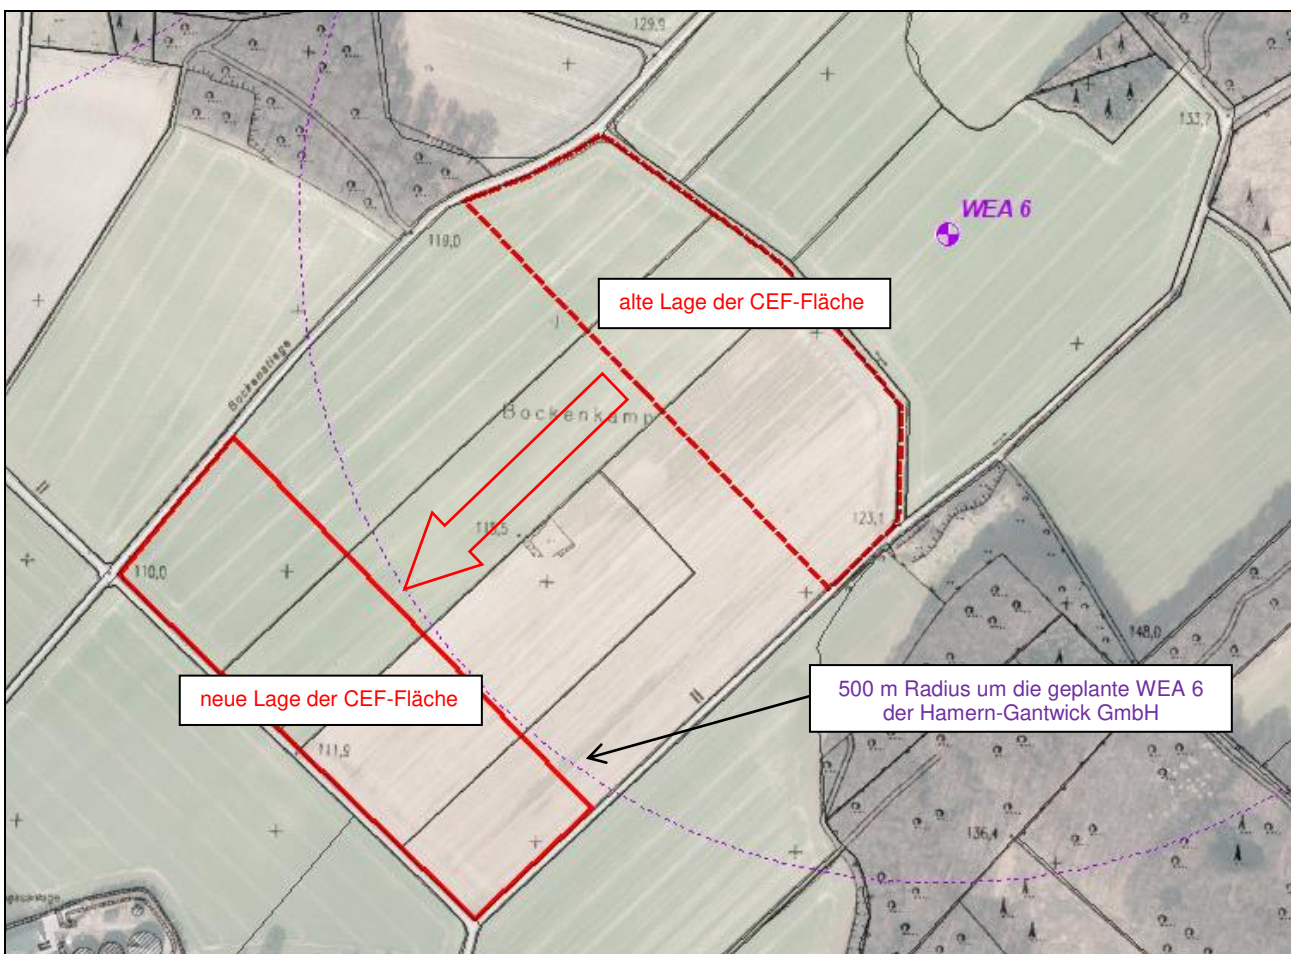 129,9
133,7
WEA 6
119,0
alte Lage der CEF-Fläche
Bockenstiege
Bockenkamp
123,1
113,5
110,0
148,0
neue Lage der CEF-Fläche
500 m Radius um die geplante WEA 6
der Hamern-Gantwick GmbH
111,9
136,4